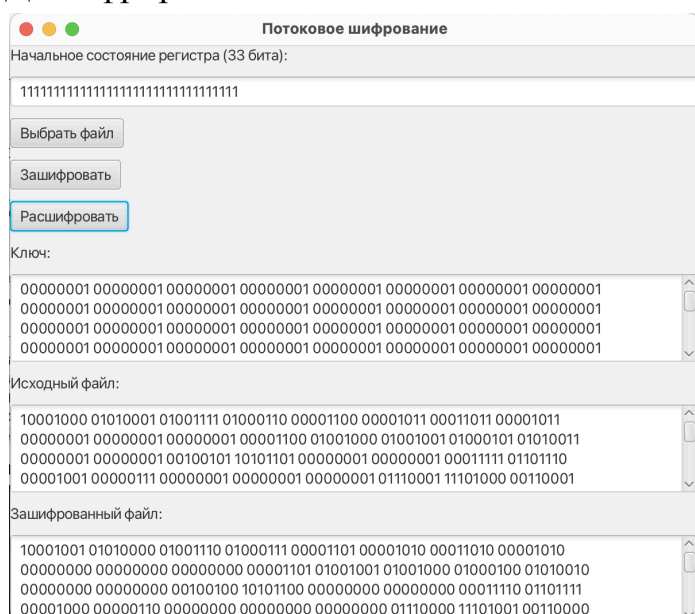 Потоковое шифрование
Начальное состояние регистра (33 бита):
111111111111111111111111111111111
Выбрать файл
Зашифровать
Расшифровать
Ключ:
00000001 00000001 00000001 00000001 00000001 00000001 00000001 00000001
00000001 00000001 00000001 00000001 00000001 00000001 00000001 00000001
00000001 00000001 00000001 00000001 00000001 00000001 00000001 00000001
00000001 00000001 00000001 00000001 00000001 00000001 00000001 00000001
Исходный файл:
10001000 01010001 01001111 01000110 00001100 00001011 00011011 00001011
00000001 00000001 00000001 00001100 01001000 01001001 01000101 01010011
00000001 00000001 00100101 10101101 00000001 00000001 00011111 01101110
00001001 00000111 00000001 00000001 00000001 01110001 11101000 00110001
Зашифрованный файл:
10001001 01010000 01001110 01000111 00001101 00001010 00011010 00001010
00000000 00000000 00000000 00001101 01001001 01001000 01000100 01010010
00000000 00000000 00100100 10101100 00000000 00000000 00011110 01101111
00001000 00000110 00000000 00000000 00000000 01110000 11101001 00110000